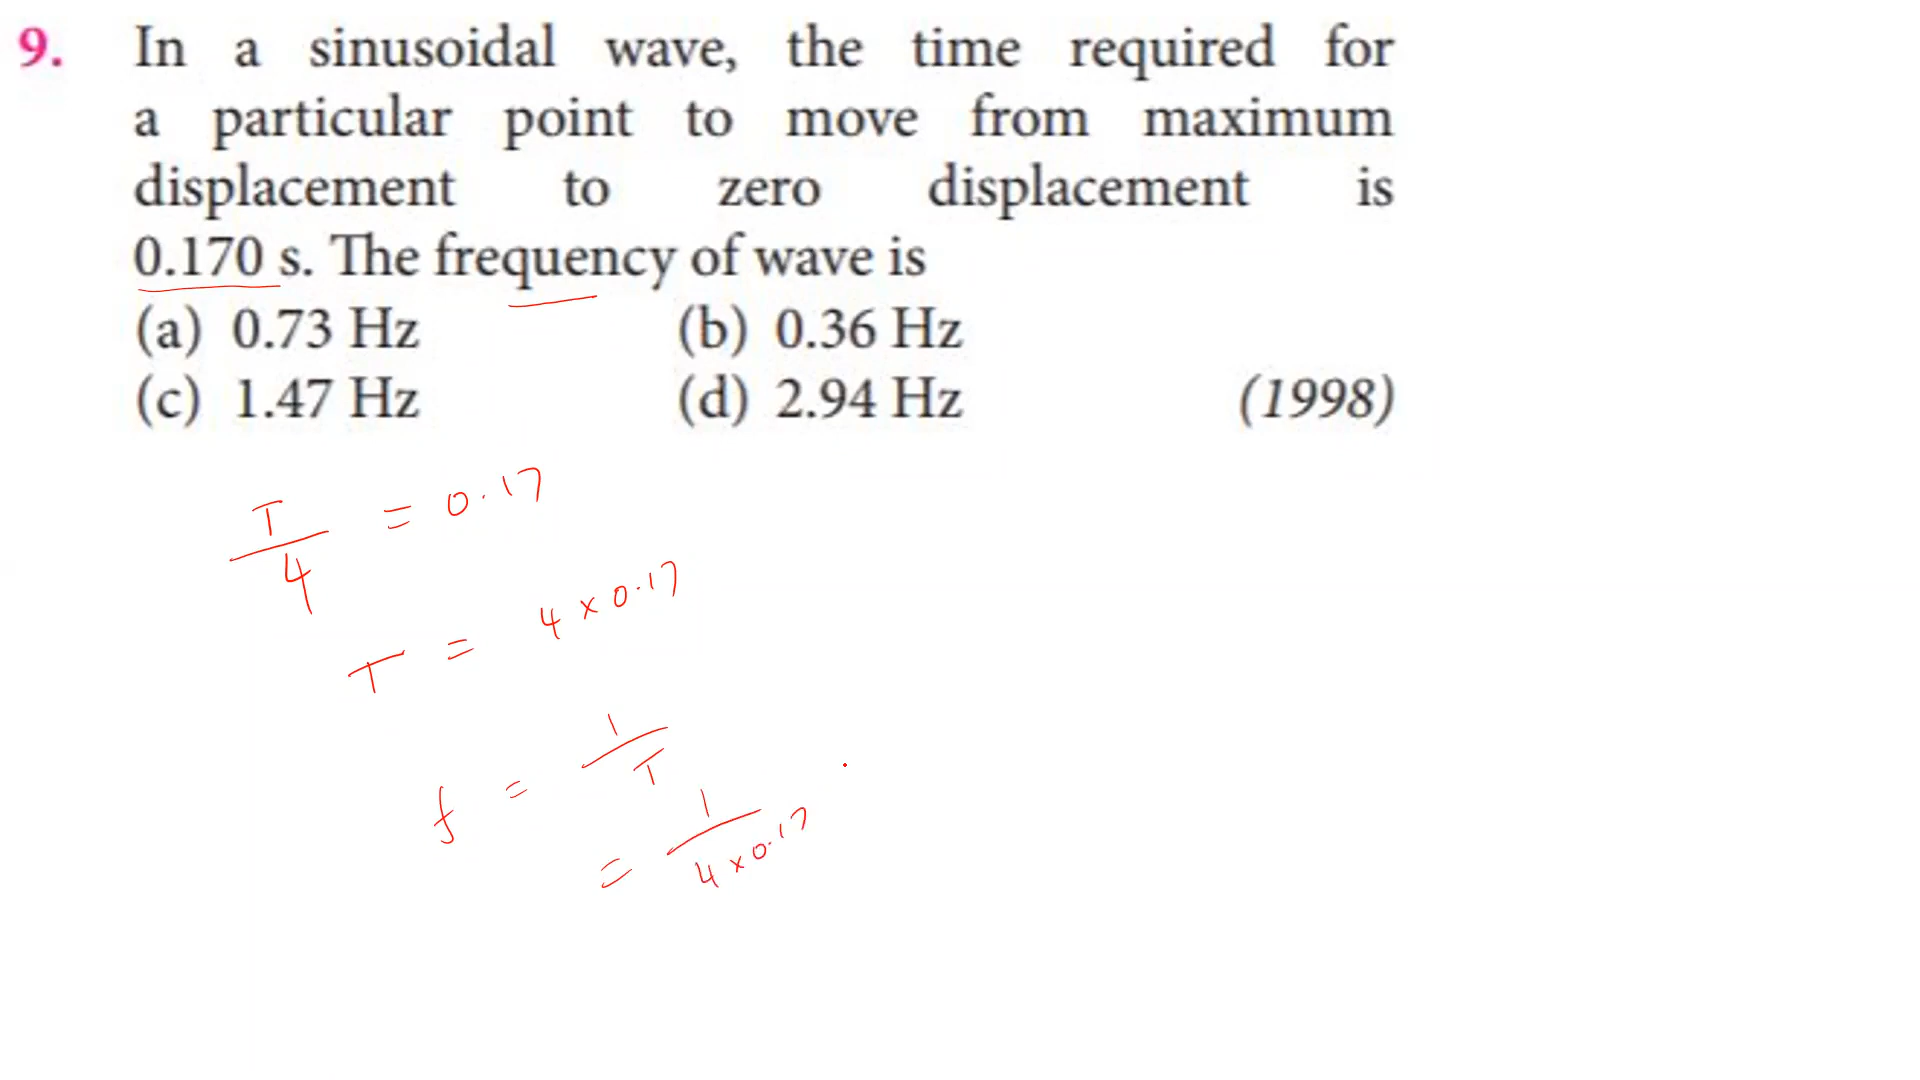 9. In a sinusoidal wave, the time required for
a particular point to move from maximum
displacement to zero displacement is
0.170 s. The frequency of wave is
(a) 0.73 Hz (b) 0.36 Hz
(c) 1.47 Hz (d) 2.94 Hz (1998)
T/4 = 0.17
T = 4 × 0.17
f = 1/T
= 1/4 × 0.17